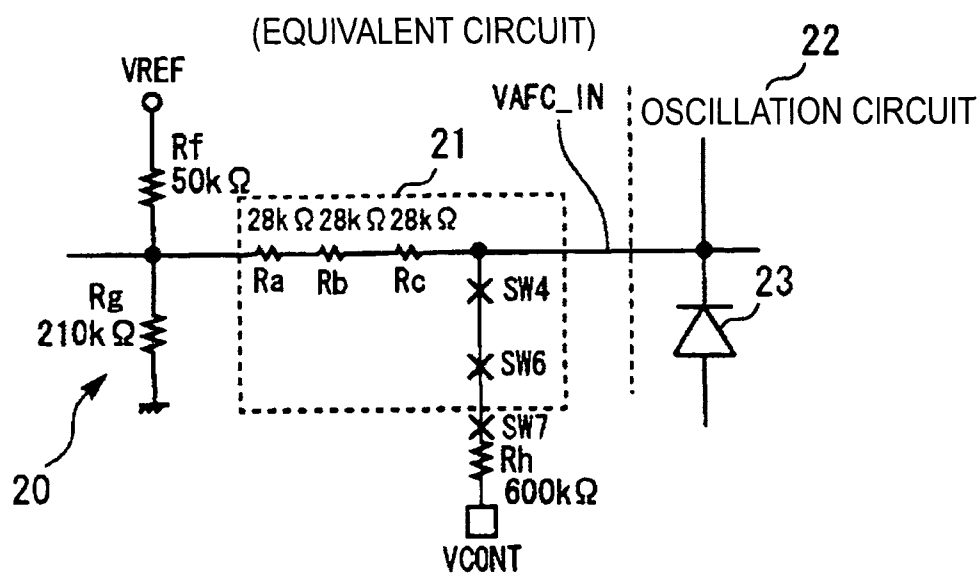 (EQUIVALENT CIRCUIT)
22
VREF
VAFC_IN
OSCILLATION CIRCUIT
Rf
50kΩ
21
28kΩ 28kΩ 28kΩ
Ra Rb Rc
SW4
23
Rg
210kΩ
SW6
SW7
Rh
600kΩ
20
VCONT